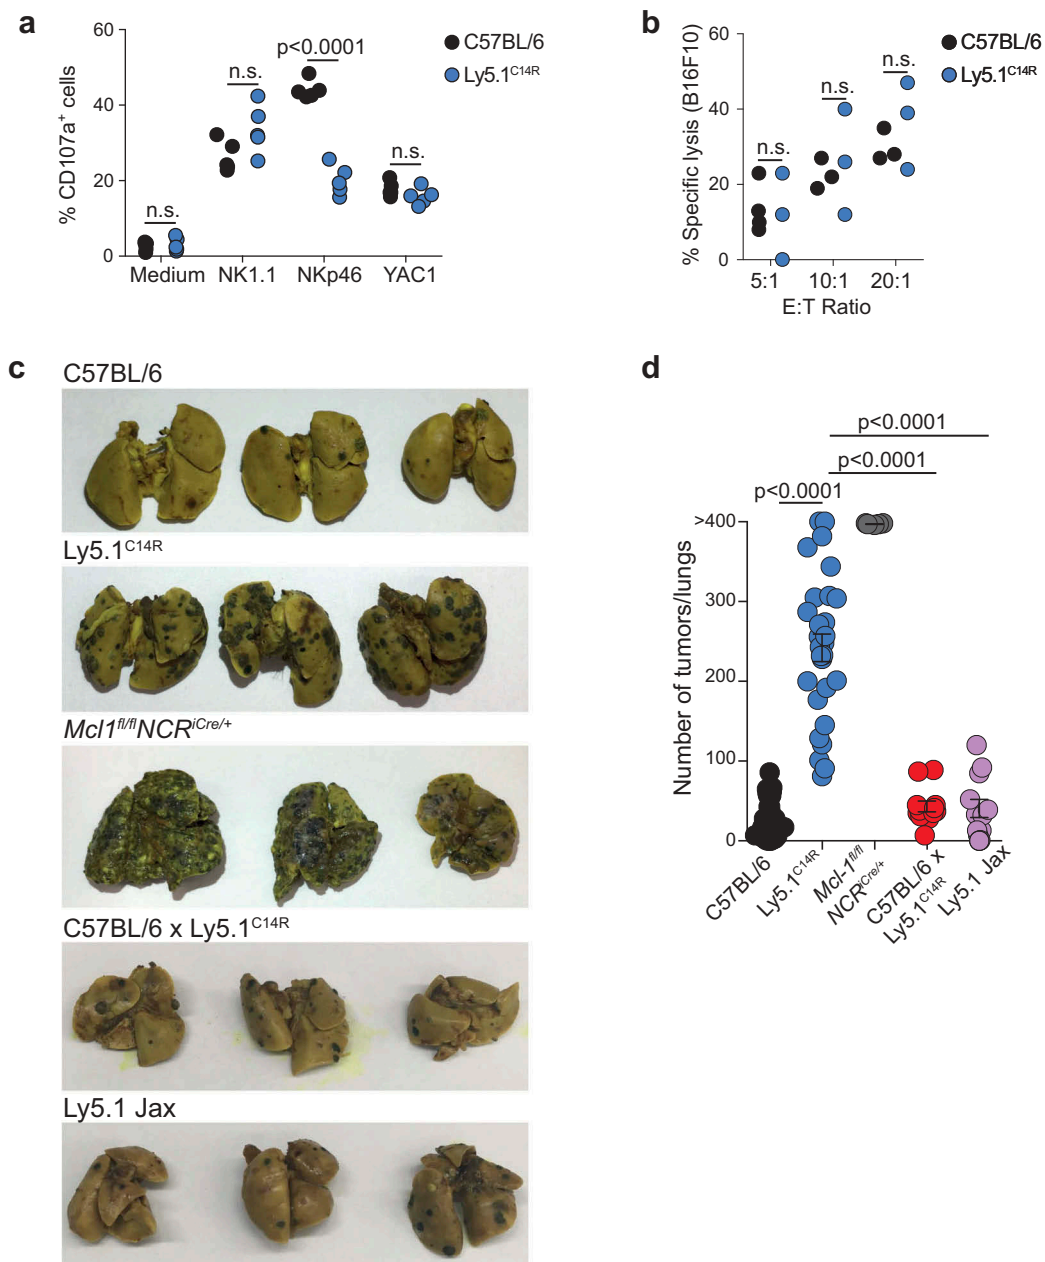 a
60
40
20
0
% CD107a⁺ cells
n.s.
n.s.
p<0.0001
n.s.
Medium
NK1.1
NKp46
YAC1
C57BL/6
Ly5.1ᶜ¹⁴ᴿ
b
60
40
20
0
% Specific lysis (B16F10)
n.s.
n.s.
n.s.
5:1
10:1
20:1
E:T Ratio
C57BL/6
Ly5.1ᶜ¹⁴ᴿ
c
C57BL/6
Ly5.1ᶜ¹⁴ᴿ
Mcl1ᶠˡ/ᶠˡNCRⁱᶜʳᵉ/⁺
C57BL/6 x Ly5.1ᶜ¹⁴ᴿ
Ly5.1 Jax
d
p<0.0001
p<0.0001
p<0.0001
>400
300
200
100
0
Number of tumors/lungs
C57BL/6
Ly5.1ᶜ¹⁴ᴿ
Mcl-1ᶠˡ/ᶠˡ
NCRⁱᶜʳᵉ/⁺
C57BL/6 x
Ly5.1ᶜ¹⁴ᴿ
Ly5.1 Jax